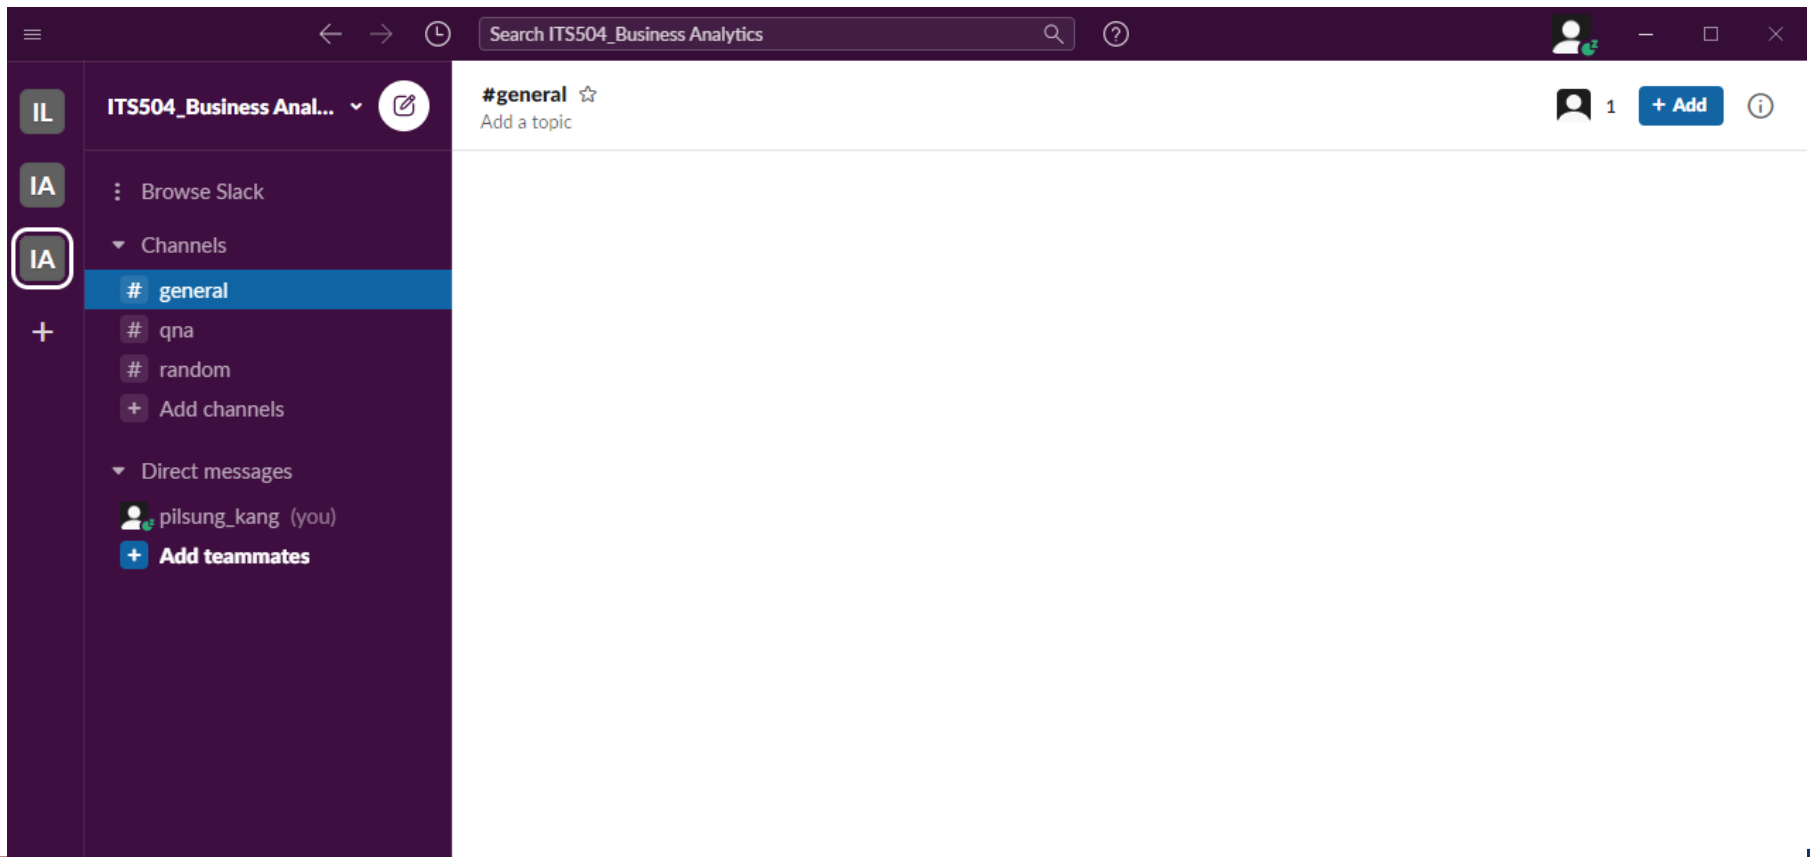 Search ITS504_Business Analytics
IL
IA
IA
ITS504_Business Anal...
Browse Slack
Channels
# general
# qna
# random
+ Add channels
Direct messages
pilsung_kang (you)
+ Add teammates
#general
Add a topic
1
+ Add